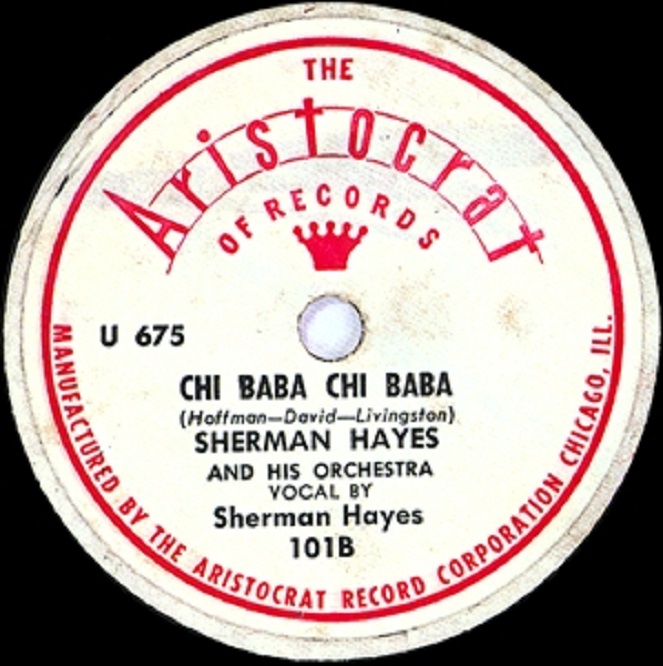 THE
Aristocrat
OF RECORDS
U 675
CHI BABA CHI BABA
(Hoffman—David—Livingston)
SHERMAN HAYES
AND HIS ORCHESTRA
VOCAL BY
Sherman Hayes
101B
MANUFACTURED BY THE ARISTOCRAT RECORD CORPORATION CHICAGO, ILL.